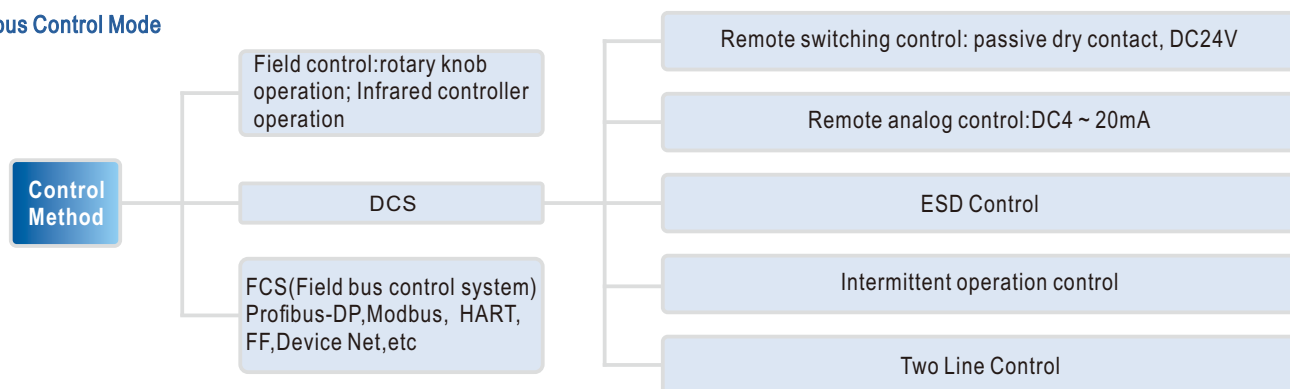 Control Mode
Control
Method
Field control:rotary knob
operation; Infrared controller
operation
DCS
FCS(Field bus control system)
Profibus-DP,Modbus, HART,
FF,Device Net,etc
Remote switching control: passive dry contact, DC24V
Remote analog control:DC4 ~ 20mA
ESD Control
Intermittent operation control
Two Line Control